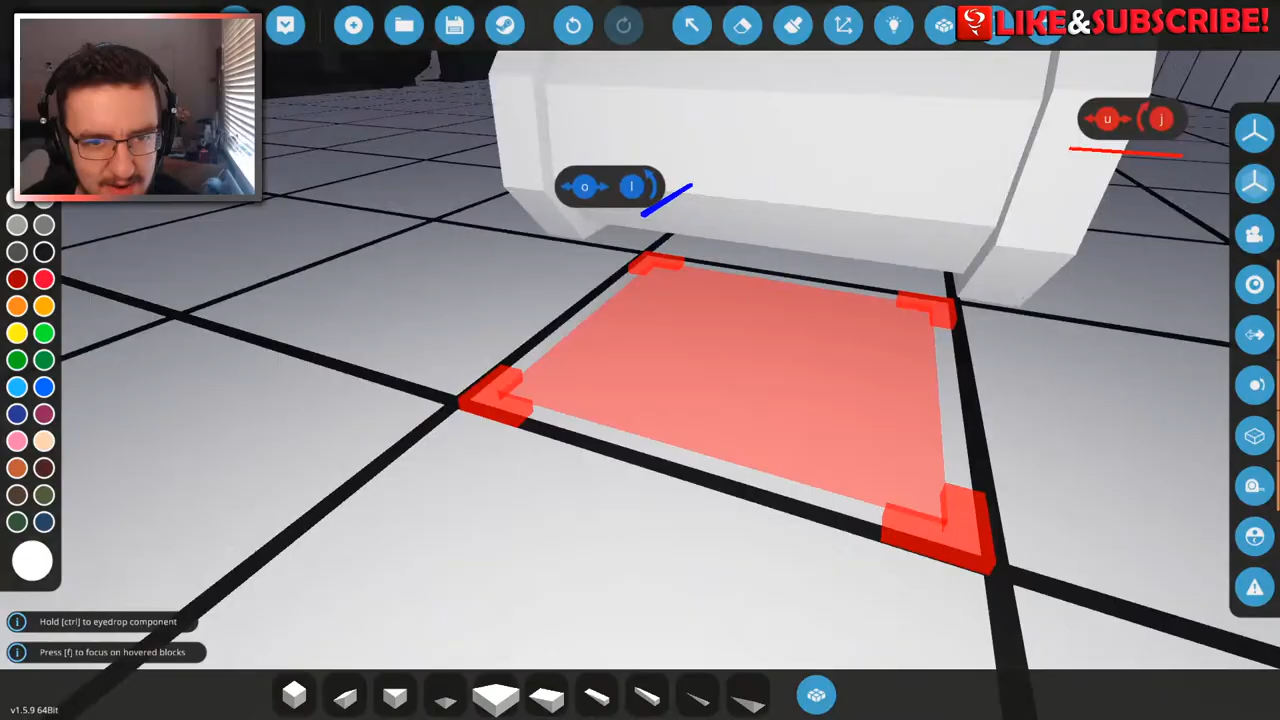 LIKE&SUBSCRIBE!
u j
o l
Hold [ctrl] to eyedrop component
Press [f] to focus on hovered blocks
v1.5.9 64Bit